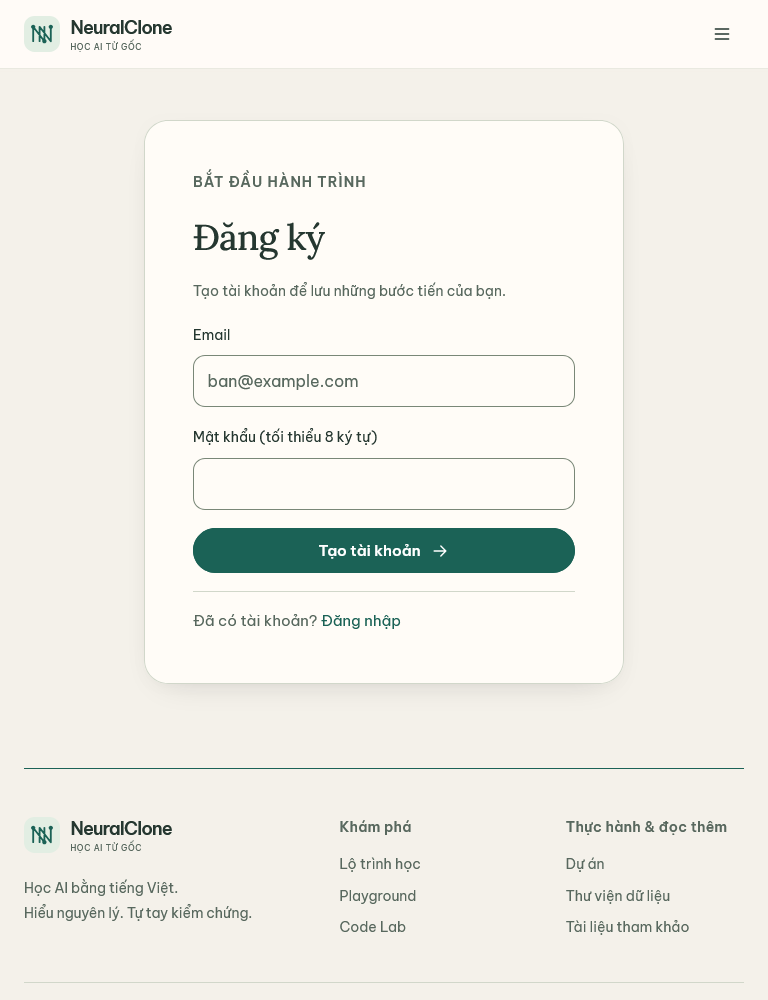 NeuralClone
HỌC AI TỪ GỐC
BẮT ĐẦU HÀNH TRÌNH
Đăng ký
Tạo tài khoản để lưu những bước tiến của bạn.
Email
ban@example.com
Mật khẩu (tối thiểu 8 ký tự)
Tạo tài khoản →
Đã có tài khoản? Đăng nhập
NeuralClone
HỌC AI TỪ GỐC
Học AI bằng tiếng Việt.
Hiểu nguyên lý. Tự tay kiểm chứng.
Khám phá
Lộ trình học
Playground
Code Lab
Thực hành & đọc thêm
Dự án
Thư viện dữ liệu
Tài liệu tham khảo